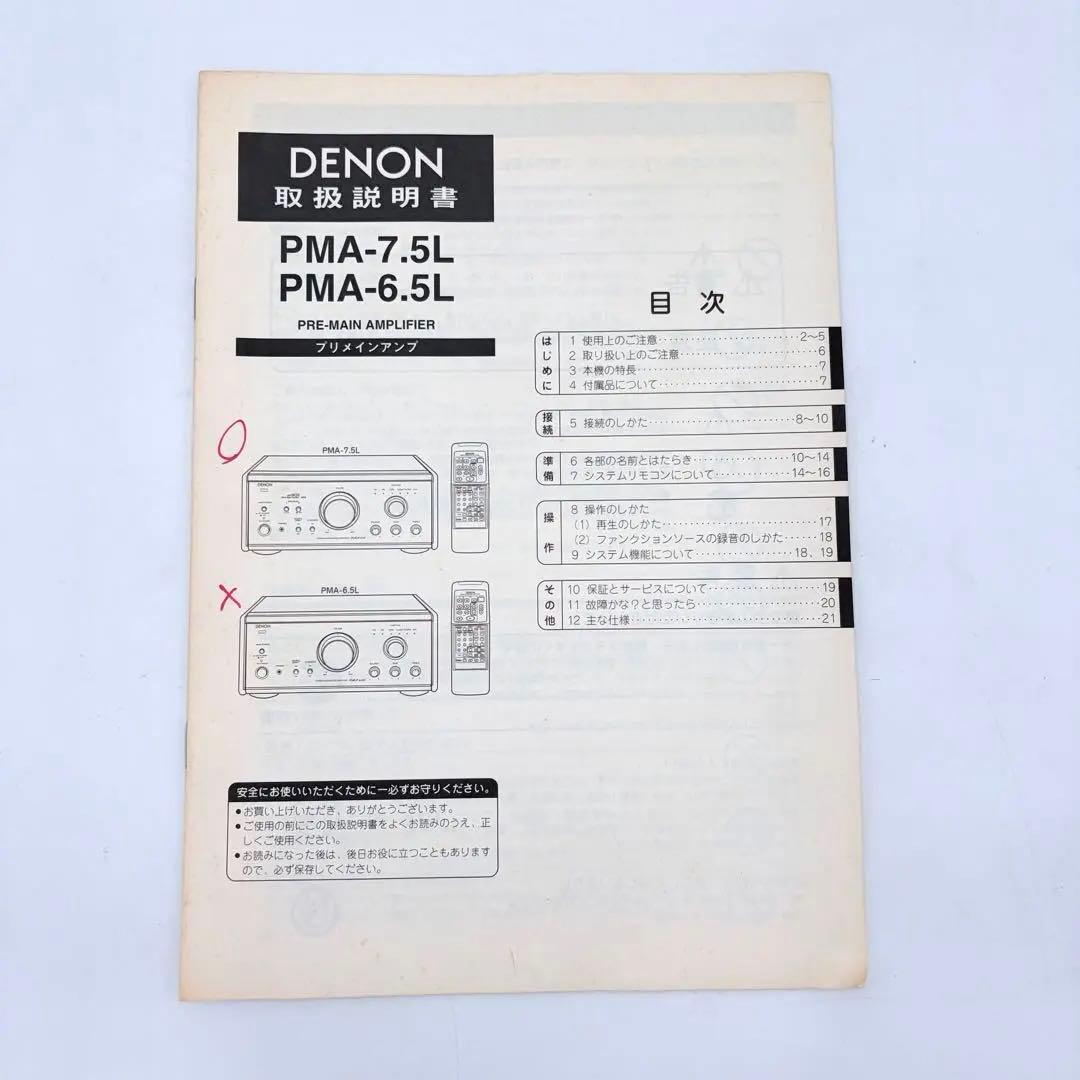 DENON
取扱説明書
PMA-7.5L
PMA-6.5L
PRE-MAIN AMPLIFIER
プリメインアンプ
PMA-7.5L
DENON
PMA-6.5L
DENON
安全にお使いいただくために―必ずお守りください。
●お買い上げいただき、ありがとうございます。
●ご使用の前にこの取扱説明書をよくお読みのうえ、正
しくご使用ください。
●お読みになった後は、後日お役に立つこともあります
ので、必ず保存してください。
目次
はじめに
1 使用上のご注意……………………2〜5
2 取り扱い上のご注意……………………6
3 本機の特長……………………7
4 付属品について……………………7
接続
5 接続のしかた……………………8〜10
準備
6 各部の名前とはたらき……………………10〜14
7 システムリモコンについて……………………14〜16
操作
8 操作のしかた
(1) 再生のしかた……………………17
(2) ファンクションソースの録音のしかた……18
9 システム機能について……………………18、19
その他
10 保証とサービスについて……………………19
11 故障かな?と思ったら……………………20
12 主な仕様……………………21